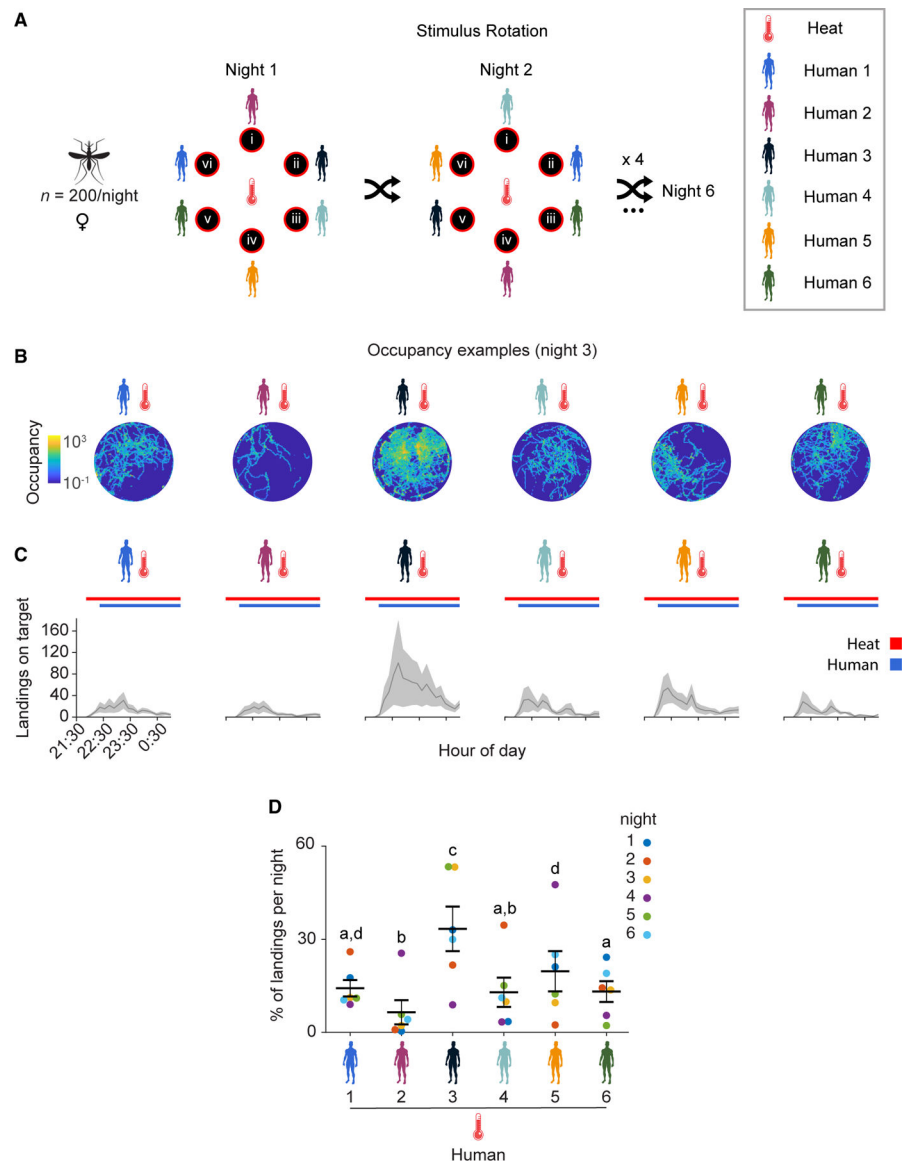 A
Stimulus Rotation
Night 1
Night 2
n = 200/night
♀
i
ii
iii
iv
v
vi
i
ii
iii
iv
v
vi
x 4
Night 6
Heat
Human 1
Human 2
Human 3
Human 4
Human 5
Human 6
B
Occupancy examples (night 3)
Occupancy
10³
10⁻¹
C
Landings on target
160
120
80
40
0
21:30
22:30
23:30
0:30
Hour of day
Heat
Human
D
% of landings per night
60
30
0
a,d
b
c
a,b
d
a
night
1
2
3
4
5
6
1 2 3 4 5 6
Human